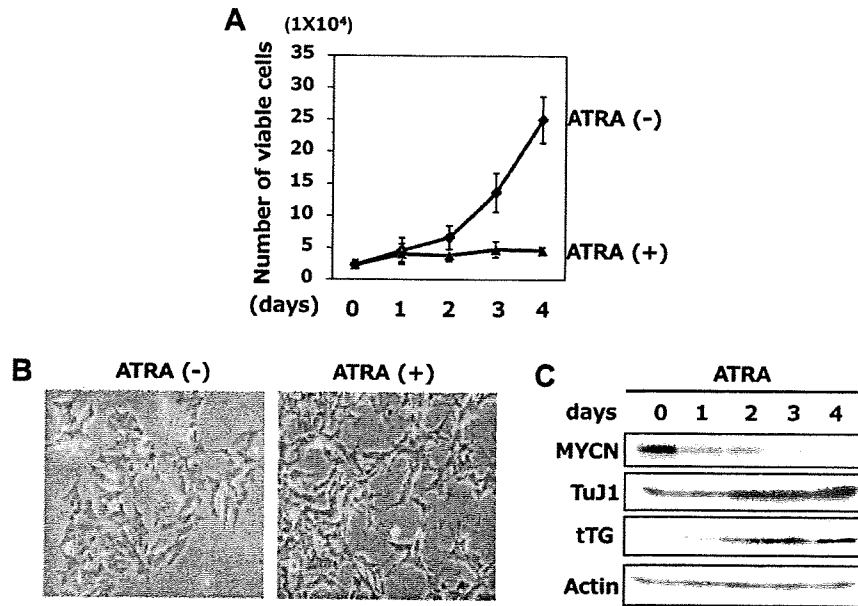 A
(1X10⁴)
Number of viable cells
35
30
25
20
15
10
5
0
ATRA (-)
ATRA (+)
(days) 0 1 2 3 4
B
ATRA (-) ATRA (+)
C
ATRA
days 0 1 2 3 4
MYCN
TuJ1
tTG
Actin